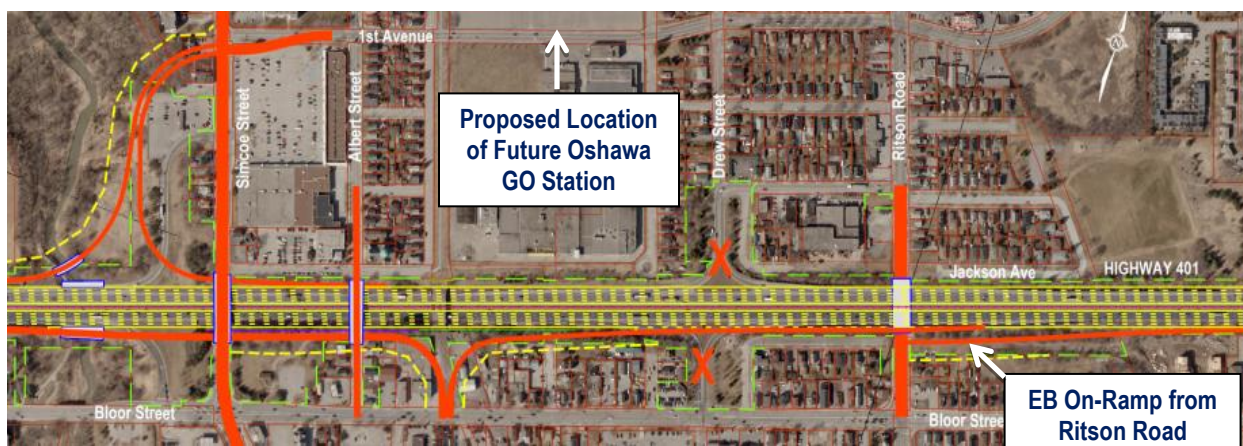 1st Avenue
Simcoe Street
Albert Street
Proposed Location
of Future Oshawa
GO Station
Drew Street
Ritson Road
N
Jackson Ave
HIGHWAY 401
Bloor Street
Bloor Stre
EB On-Ramp from
Ritson Road